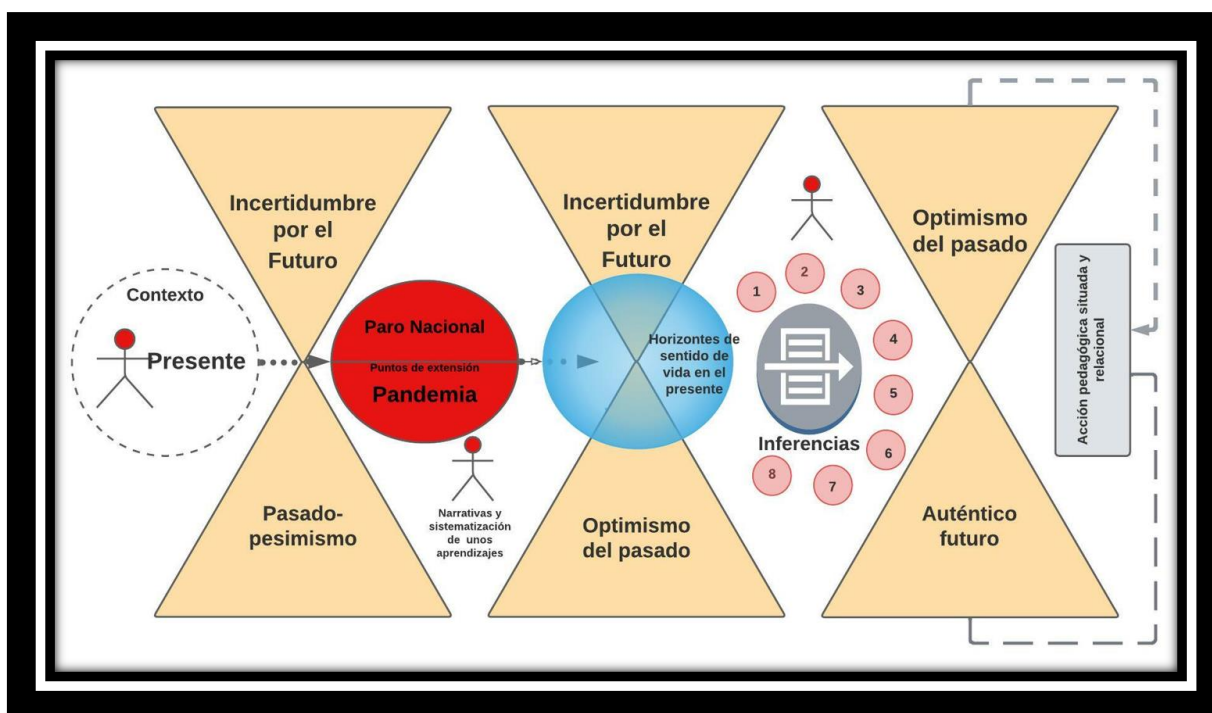 Contexto
Presente
Incertidumbre
por el
Futuro
Pasado-
pesimismo
Paro Nacional
Puntos de extensión
Pandemia
Narrativas y
sistematización
de unos
aprendizajes
Incertidumbre
por el
Futuro
Horizontes de
sentido de
vida en el
presente
Optimismo
del pasado
1
2
3
4
5
6
7
8
Inferencias
Optimismo
del pasado
Auténtico
futuro
Acción pedagógica situada y
relacional